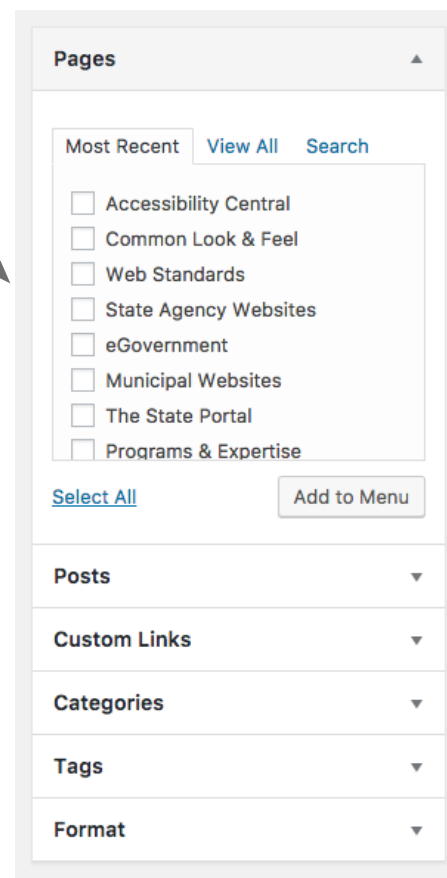 Pages
Most Recent View All Search
Accessibility Central
Common Look & Feel
Web Standards
State Agency Websites
eGovernment
Municipal Websites
The State Portal
Programs & Expertise
Select All Add to Menu
Posts
Custom Links
Categories
Tags
Format